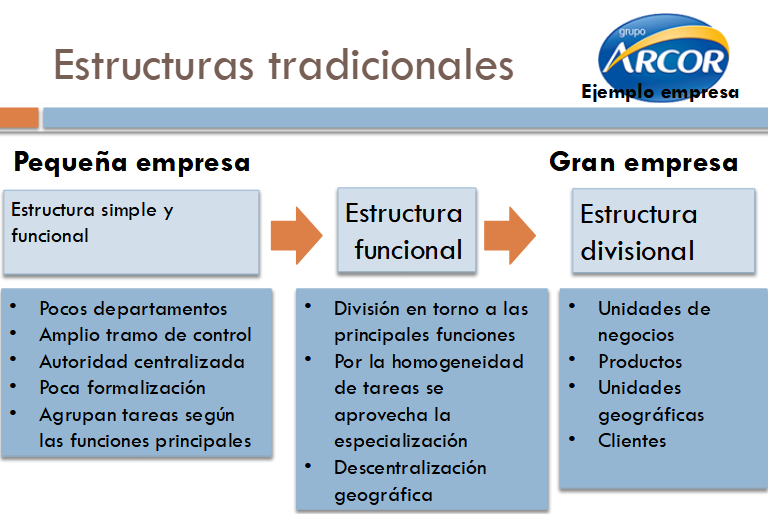 Estructuras tradicionales
grupo
ARCOR
Ejemplo empresa
Pequeña empresa
Gran empresa
Estructura simple y
funcional
Estructura
funcional
Estructura
divisional
• Pocos departamentos
• Amplio tramo de control
• Autoridad centralizada
• Poca formalización
• Agrupan tareas según
las funciones principales
• División en torno a las
principales funciones
• Por la homogeneidad
de tareas se
aprovecha la
especialización
• Descentralización
geográfica
• Unidades de
negocios
• Productos
• Unidades
geográficas
• Clientes